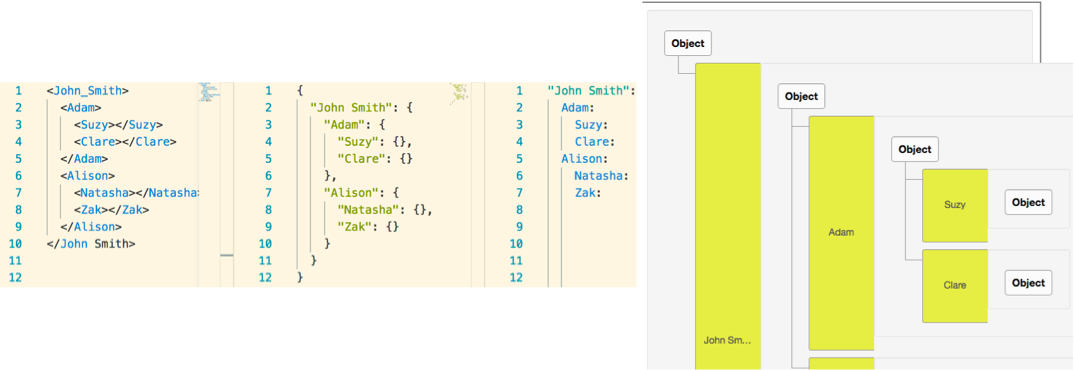 1 <John_Smith>
2 <Adam>
3 <Suzy></Suzy>
4 <Clare></Clare>
5 </Adam>
6 <Alison>
7 <Natasha></Natasha>
8 <Zak></Zak>
9 </Alison>
10 </John Smith>
11
12
1 {
2 "John Smith": {
3 "Adam": {
4 "Suzy": {},
5 "Clare": {}
6 },
7 "Alison": {
8 "Natasha": {},
9 "Zak": {}
10 }
11 }
12 }
1 "John Smith":
2 Adam:
3 Suzy:
4 Clare:
5 Alison:
6 Natasha:
7 Zak:
8
9
10
11
12
Object
John Sm...
Object
Adam
Object
Suzy
Object
Clare
Object